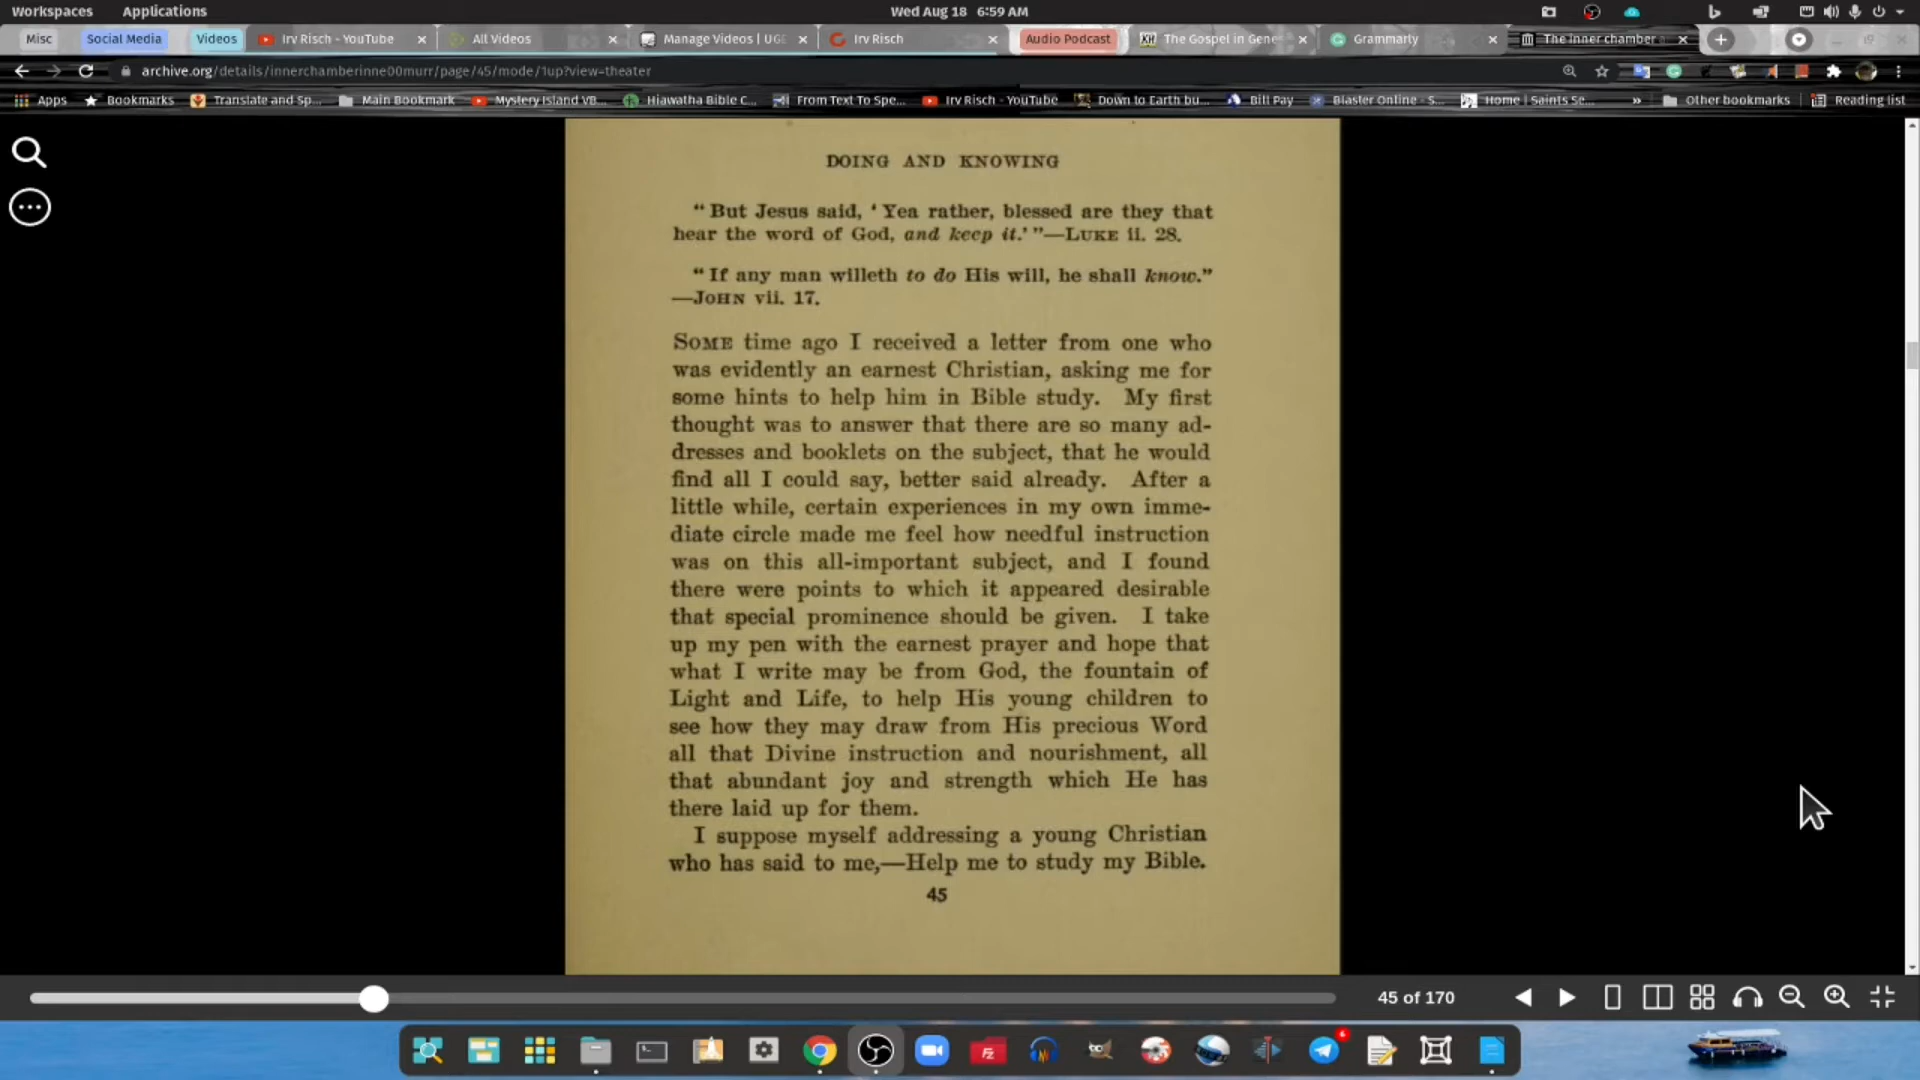 Workspaces Applications Wed Aug 18 6:59 AM
Misc Social Media Videos Irv Risch - YouTube All Videos Manage Videos | UGE Irv Risch Audio Podcast The Gospel in Gene Grammarly The inner chamber
archive.org/details/innerchamberinne00murr/page/45/mode/1up?view=theater
Apps Bookmarks Translate and Sp... Main Bookmark Mystery Island VB... Hiawatha Bible C... From Text To Spe... Irv Risch - YouTube Down to Earth bu... Bill Pay Blaster Online - S... Home | Saints Se... » Other bookmarks Reading list
DOING AND KNOWING
“But Jesus said, ‘Yea rather, blessed are they that
hear the word of God, and keep it.’”—LUKE ii. 28.
“If any man willeth to do His will, he shall know.”
—JOHN vii. 17.
SOME time ago I received a letter from one who
was evidently an earnest Christian, asking me for
some hints to help him in Bible study. My first
thought was to answer that there are so many ad-
dresses and booklets on the subject, that he would
find all I could say, better said already. After a
little while, certain experiences in my own imme-
diate circle made me feel how needful instruction
was on this all-important subject, and I found
there were points to which it appeared desirable
that special prominence should be given. I take
up my pen with the earnest prayer and hope that
what I write may be from God, the fountain of
Light and Life, to help His young children to
see how they may draw from His precious Word
all that Divine instruction and nourishment, all
that abundant joy and strength which He has
there laid up for them.
I suppose myself addressing a young Christian
who has said to me,—Help me to study my Bible.
45
45 of 170